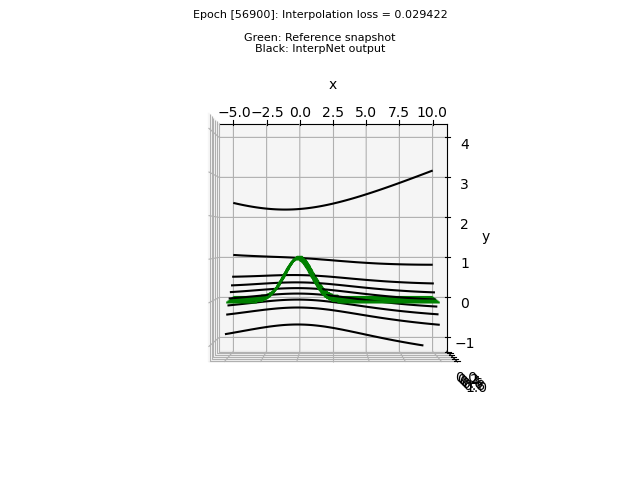 Epoch [56900]: Interpolation loss = 0.029422
Green: Reference snapshot
Black: InterpNet output
x
−5.0 −2.5 0.0 2.5 5.0 7.5 10.0
4
3
2
y
1
0
−1